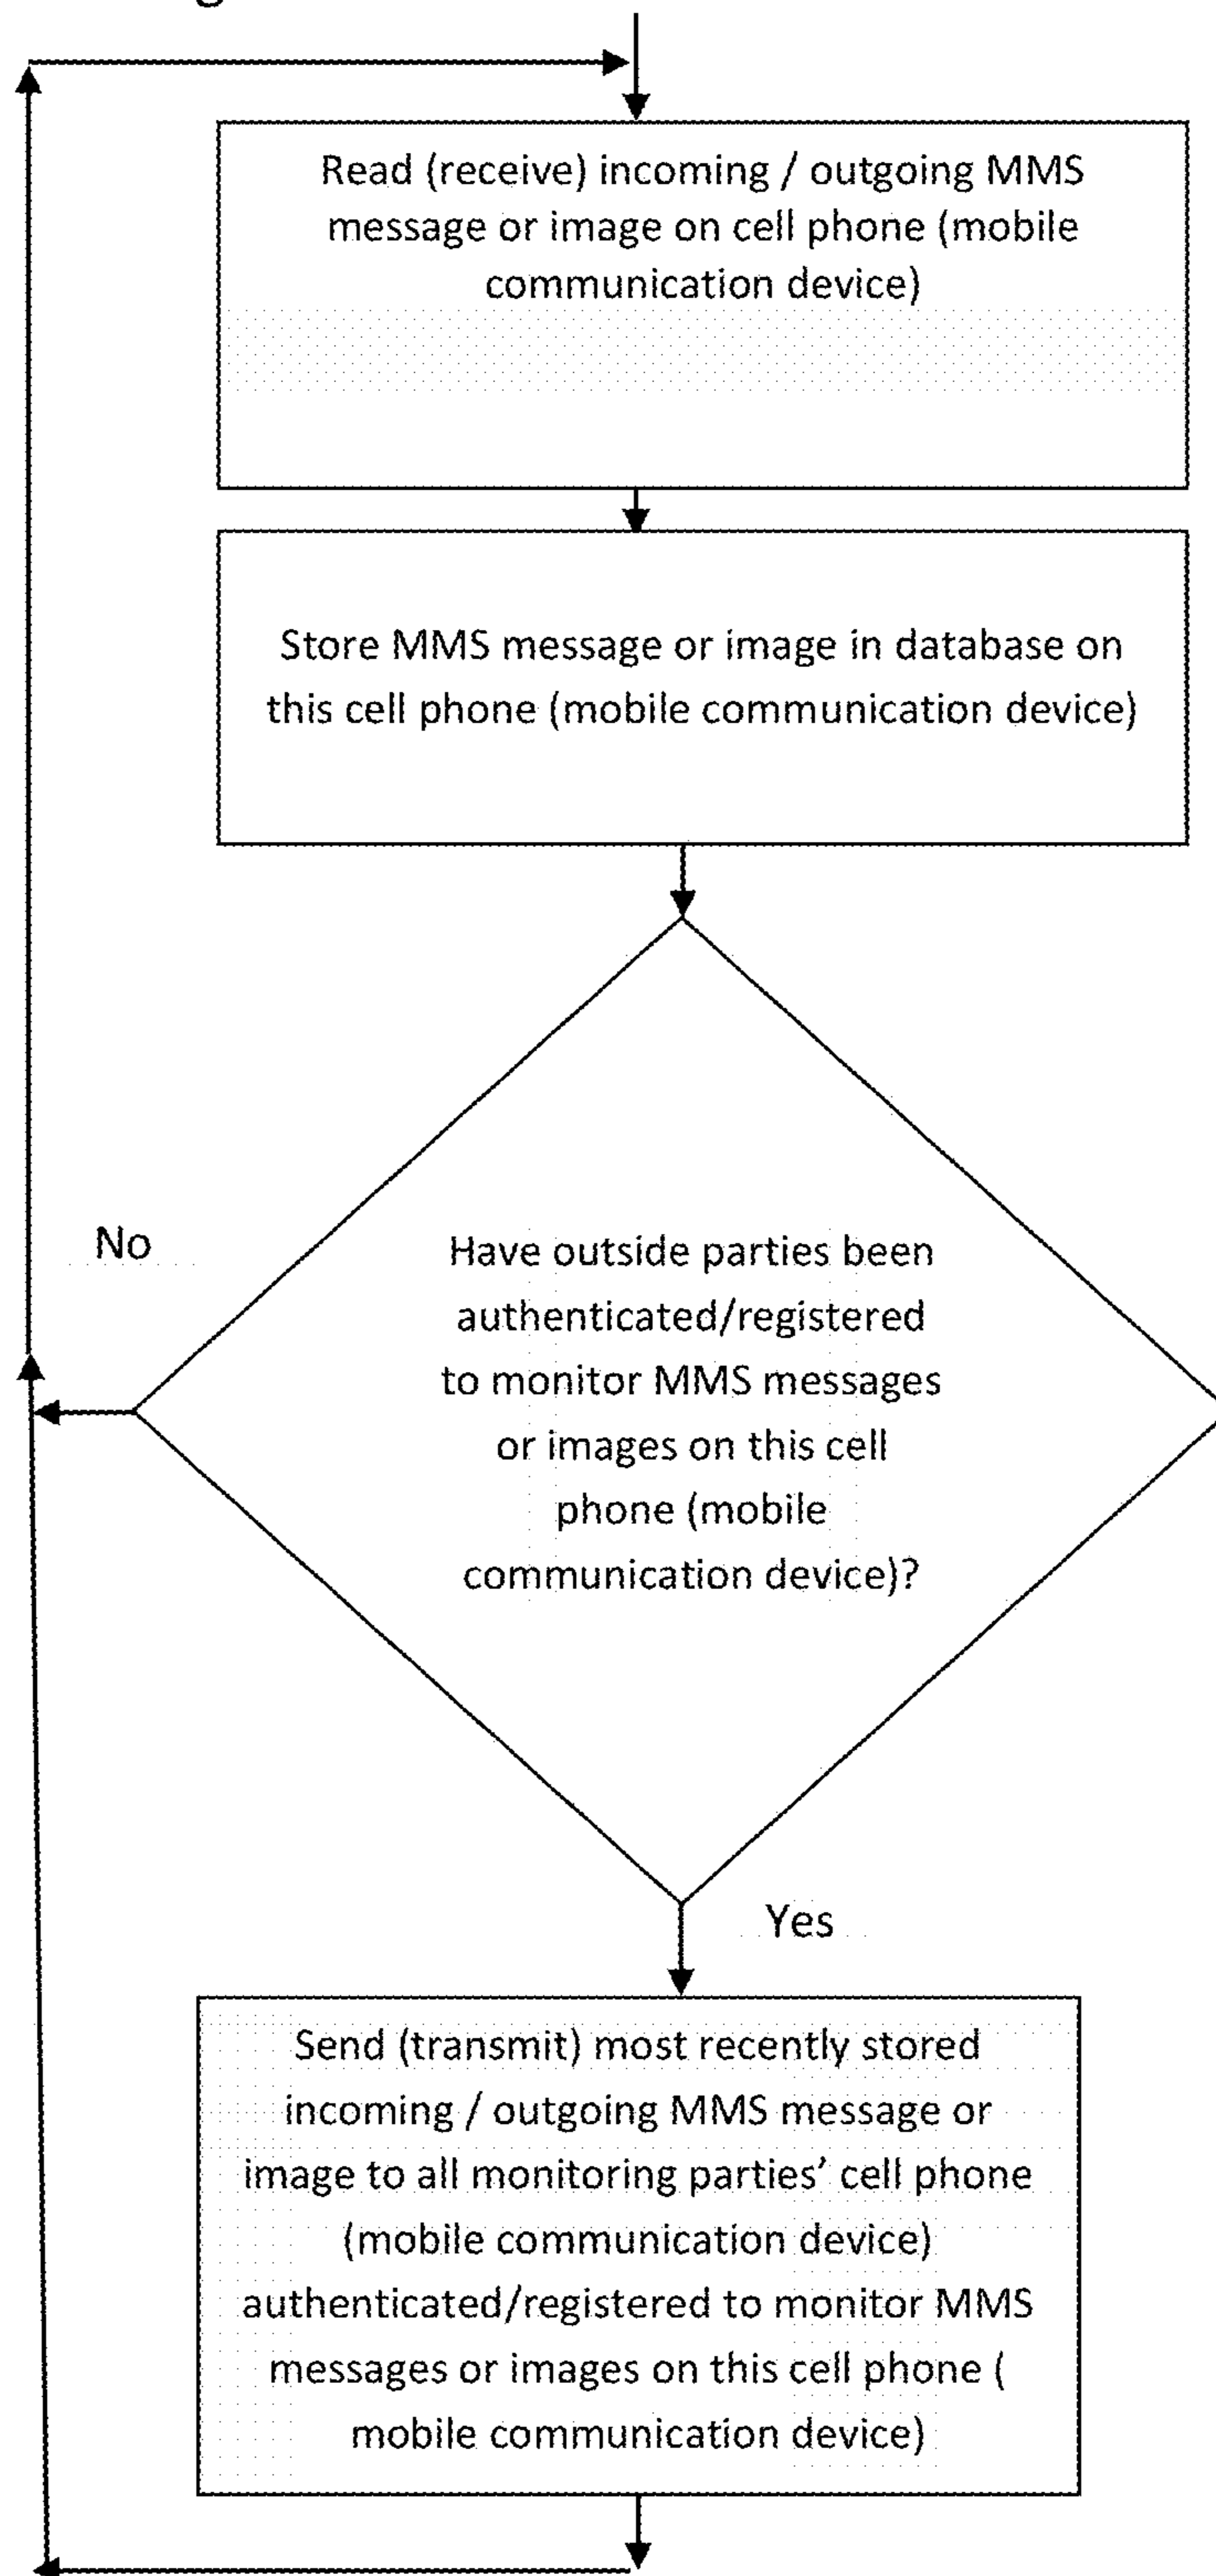 Read (receive) incoming / outgoing MMS
message or image on cell phone (mobile
communication device)
Store MMS message or image in database on
this cell phone (mobile communication device)
No
Have outside parties been
authenticated/registered
to monitor MMS messages
or images on this cell
phone (mobile
communication device)?
Yes
Send (transmit) most recently stored
incoming / outgoing MMS message or
image to all monitoring parties’ cell phone
(mobile communication device)
authenticated/registered to monitor MMS
messages or images on this cell phone (
mobile communication device)